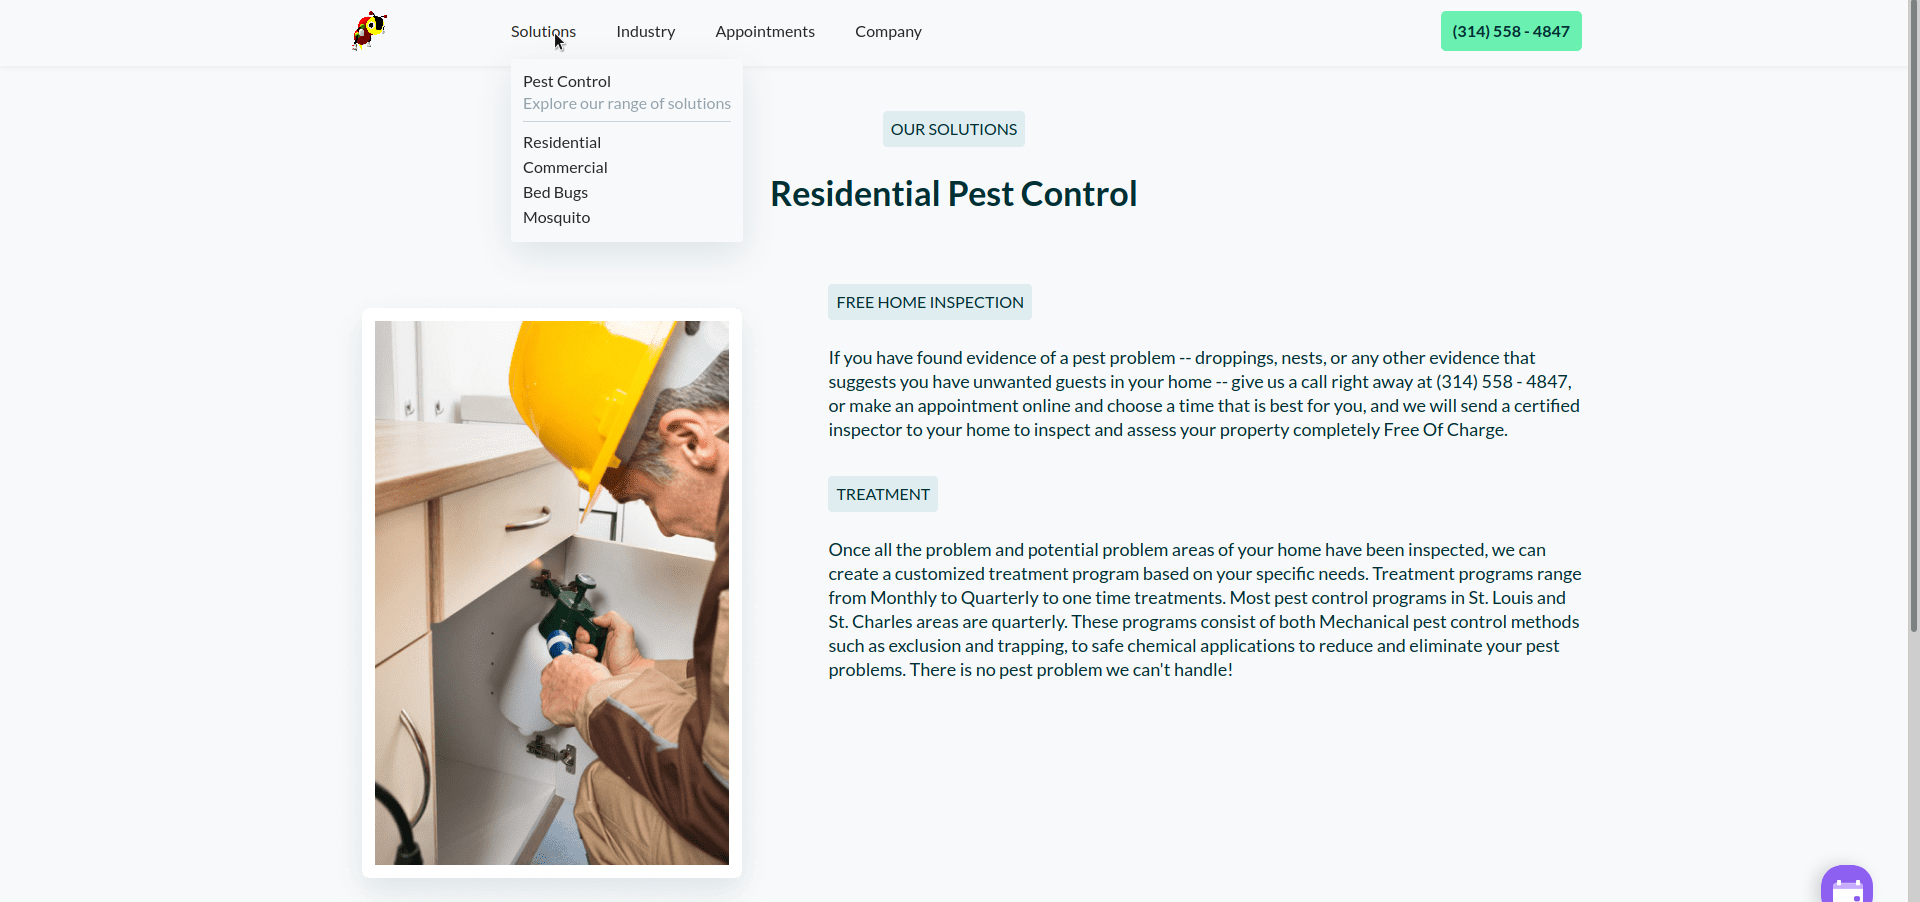 Solutions
Industry
Appointments
Company
(314) 558 - 4847
Pest Control
Explore our range of solutions
Residential
Commercial
Bed Bugs
Mosquito
OUR SOLUTIONS
Residential Pest Control
FREE HOME INSPECTION
If you have found evidence of a pest problem -- droppings, nests, or any other evidence that
suggests you have unwanted guests in your home -- give us a call right away at (314) 558 - 4847,
or make an appointment online and choose a time that is best for you, and we will send a certified
inspector to your home to inspect and assess your property completely Free Of Charge.
TREATMENT
Once all the problem and potential problem areas of your home have been inspected, we can
create a customized treatment program based on your specific needs. Treatment programs range
from Monthly to Quarterly to one time treatments. Most pest control programs in St. Louis and
St. Charles areas are quarterly. These programs consist of both Mechanical pest control methods
such as exclusion and trapping, to safe chemical applications to reduce and eliminate your pest
problems. There is no pest problem we can't handle!